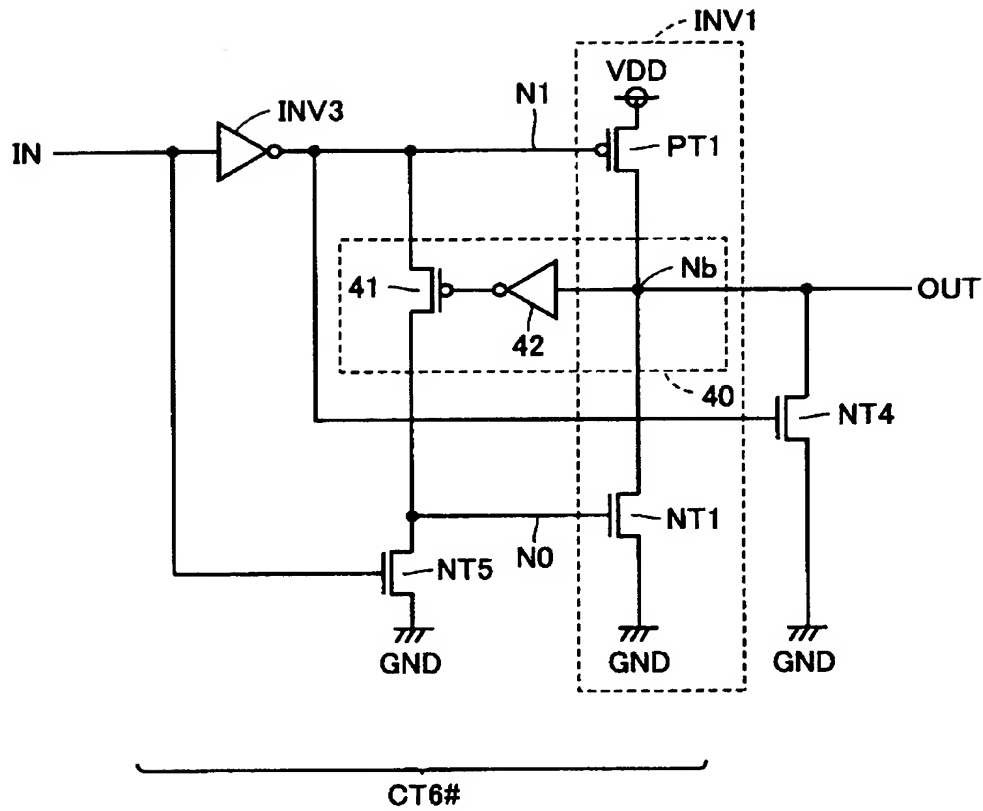 INV1
VDD
N1
INV3
IN
PT1
Nb
OUT
41
42
40
NT4
NT1
N0
NT5
GND
GND
GND
CT6#